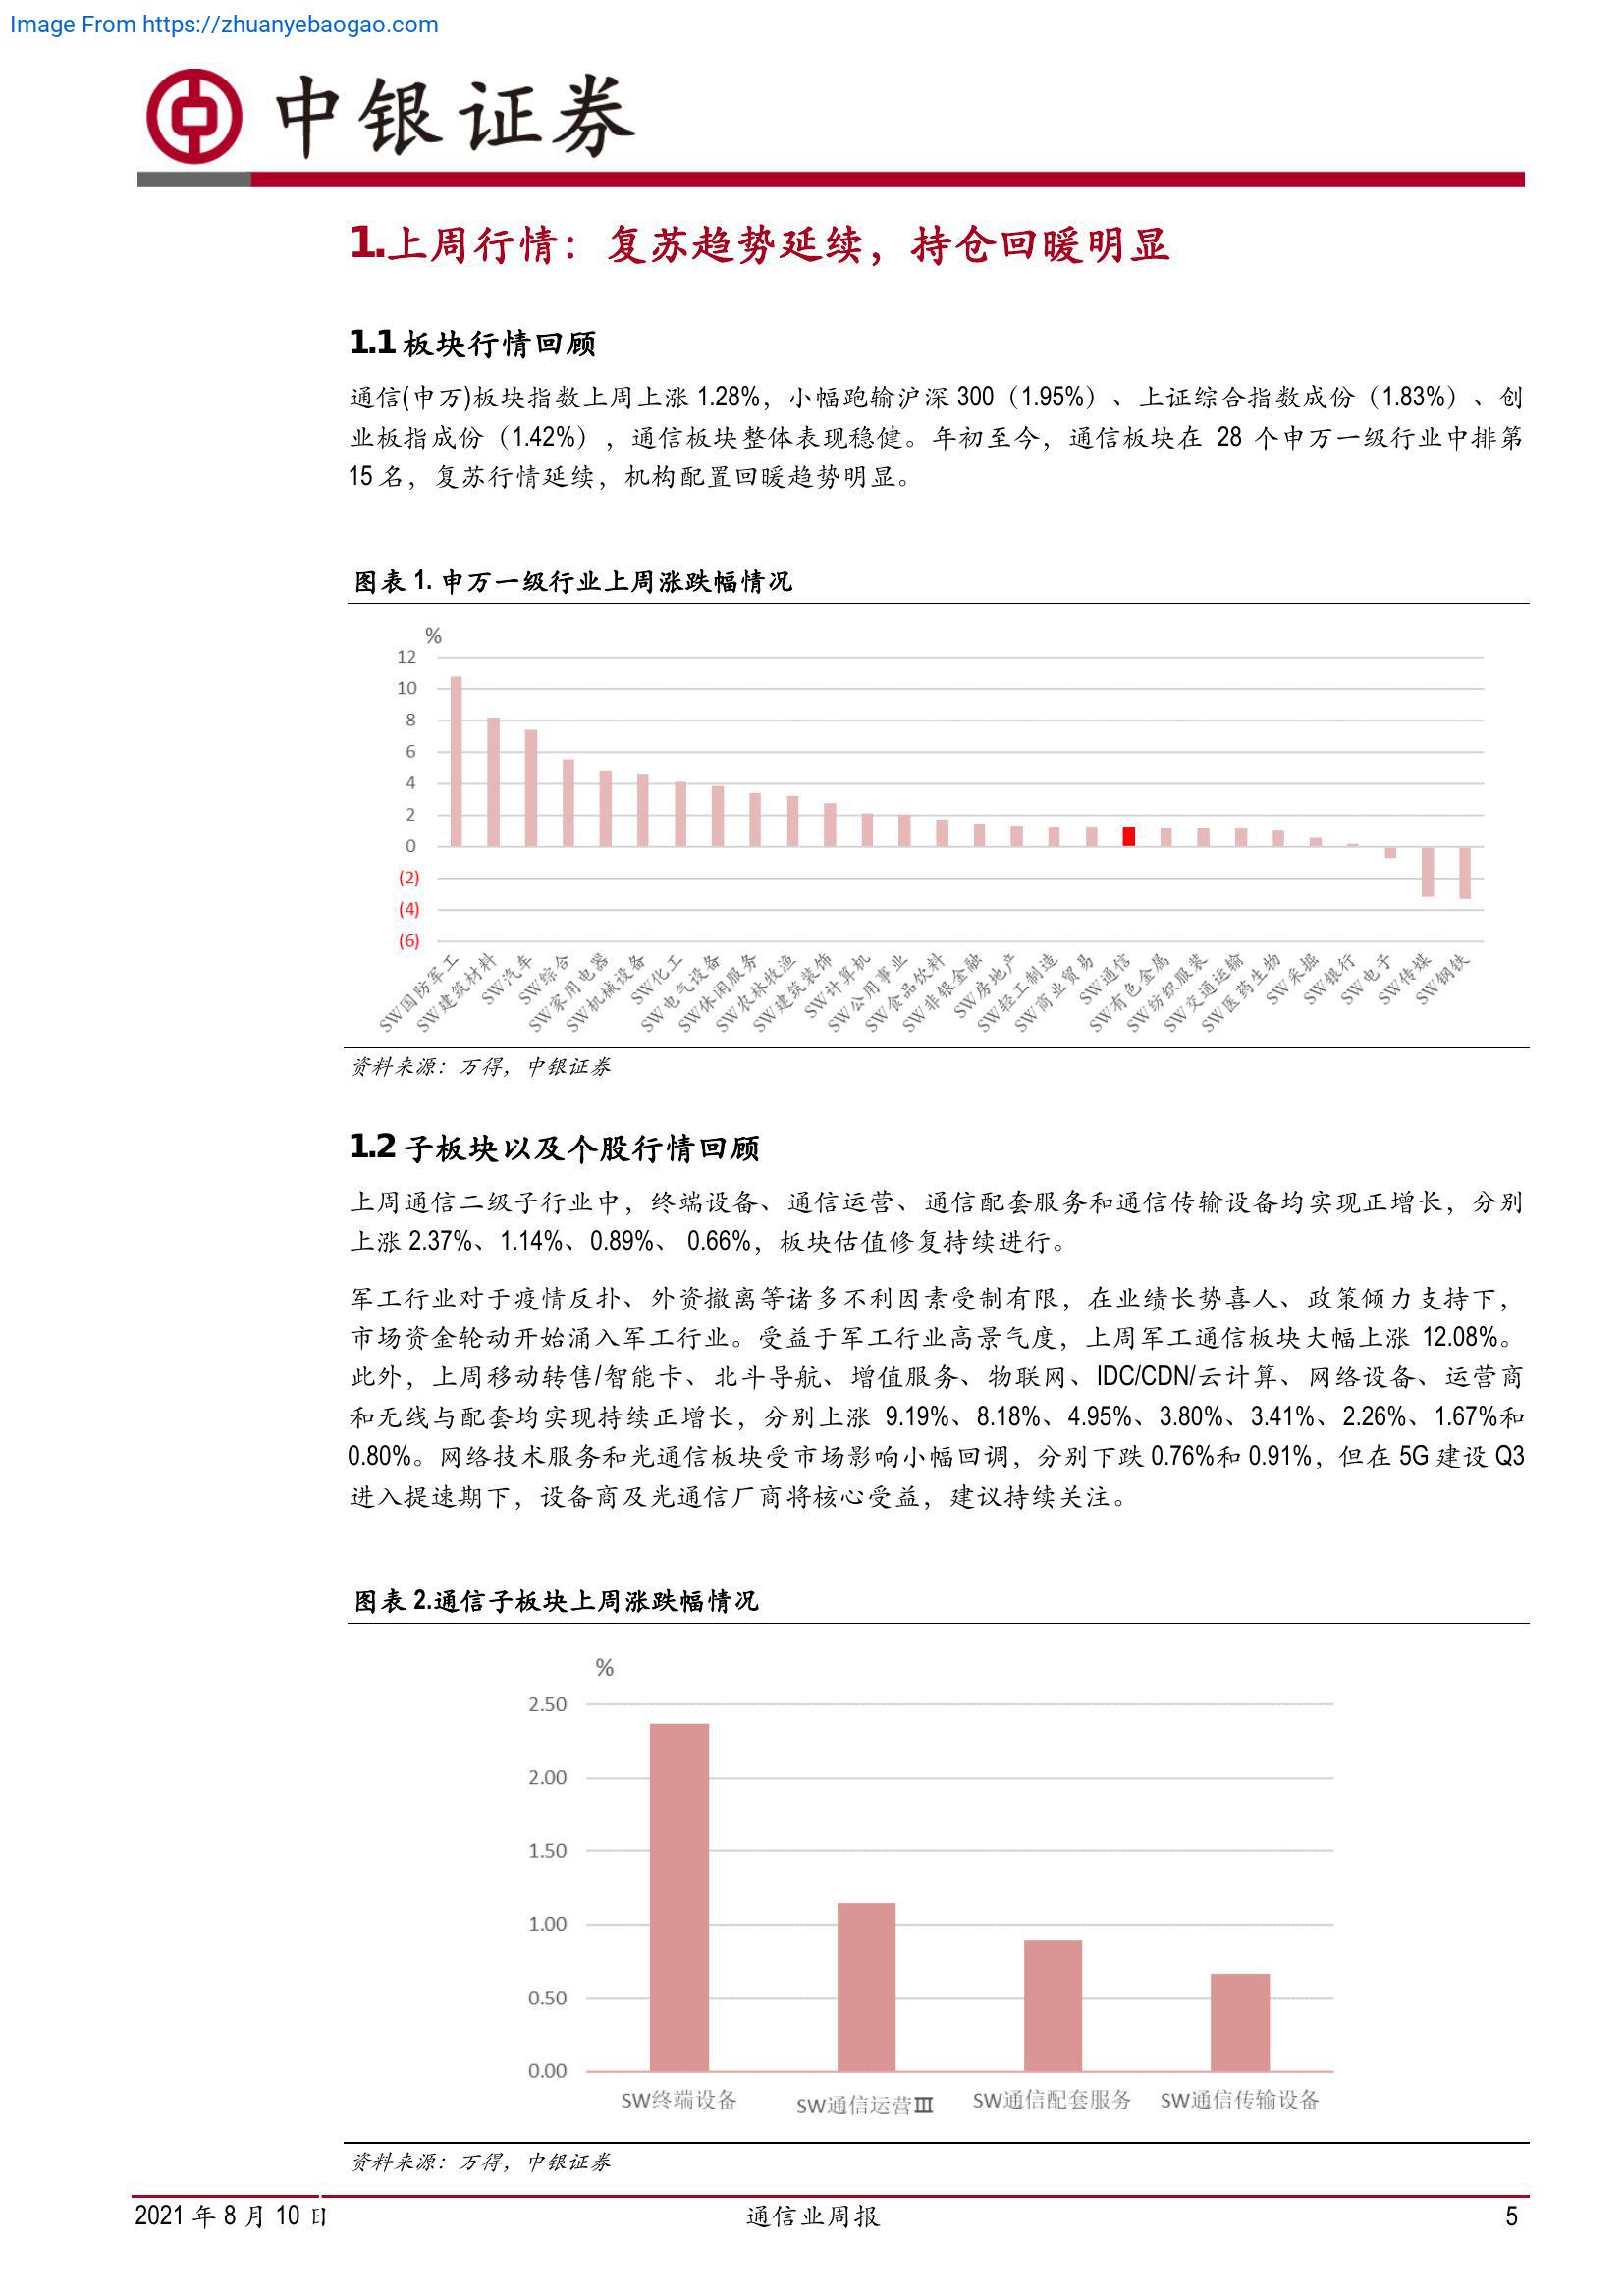 Image From https://zhuanyebaogao.com
中银证券
1.上周行情：复苏趋势延续，持仓回暖明显
1.1 板块行情回顾
通信(申万)板块指数上周上涨 1.28%，小幅跑输沪深 300（1.95%）、上证综合指数成份（1.83%）、创
业板指成份（1.42%），通信板块整体表现稳健。年初至今，通信板块在 28 个申万一级行业中排第
15 名，复苏行情延续，机构配置回暖趋势明显。
图表 1. 申万一级行业上周涨跌幅情况
%
12
10
8
6
4
2
0
(2)
(4)
(6)
SW国防军工
SW建筑材料
SW汽车
SW综合
SW家用电器
SW机械设备
SW化工
SW电气设备
SW休闲服务
SW农林牧渔
SW建筑装饰
SW计算机
SW公用事业
SW食品饮料
SW非银金融
SW房地产
SW轻工制造
SW商业贸易
SW通信
SW有色金属
SW纺织服装
SW交通运输
SW医药生物
SW采掘
SW银行
SW电子
SW传媒
SW钢铁
资料来源：万得，中银证券
1.2 子板块以及个股行情回顾
上周通信二级子行业中，终端设备、通信运营、通信配套服务和通信传输设备均实现正增长，分别
上涨 2.37%、1.14%、0.89%、 0.66%，板块估值修复持续进行。
军工行业对于疫情反扑、外资撤离等诸多不利因素受制有限，在业绩长势喜人、政策倾力支持下，
市场资金轮动开始涌入军工行业。受益于军工行业高景气度，上周军工通信板块大幅上涨 12.08%。
此外，上周移动转售/智能卡、北斗导航、增值服务、物联网、IDC/CDN/云计算、网络设备、运营商
和无线与配套均实现持续正增长，分别上涨 9.19%、8.18%、4.95%、3.80%、3.41%、2.26%、1.67%和
0.80%。网络技术服务和光通信板块受市场影响小幅回调，分别下跌 0.76%和 0.91%，但在 5G 建设 Q3
进入提速期下，设备商及光通信厂商将核心受益，建议持续关注。
图表 2.通信子板块上周涨跌幅情况
%
2.50
2.00
1.50
1.00
0.50
0.00
SW终端设备
SW通信运营Ⅲ
SW通信配套服务
SW通信传输设备
资料来源：万得，中银证券
2021 年 8 月 10 日
通信业周报
5